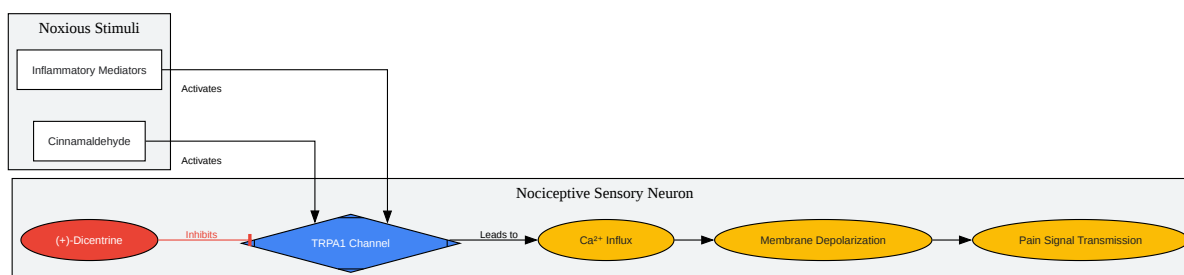 Noxious Stimuli
Inflammatory Mediators
Activates
Cinnamaldehyde
Activates
Nociceptive Sensory Neuron
(+)-Dicentrine
Inhibits
TRPA1 Channel
Leads to
Ca²⁺ Influx
Membrane Depolarization
Pain Signal Transmission